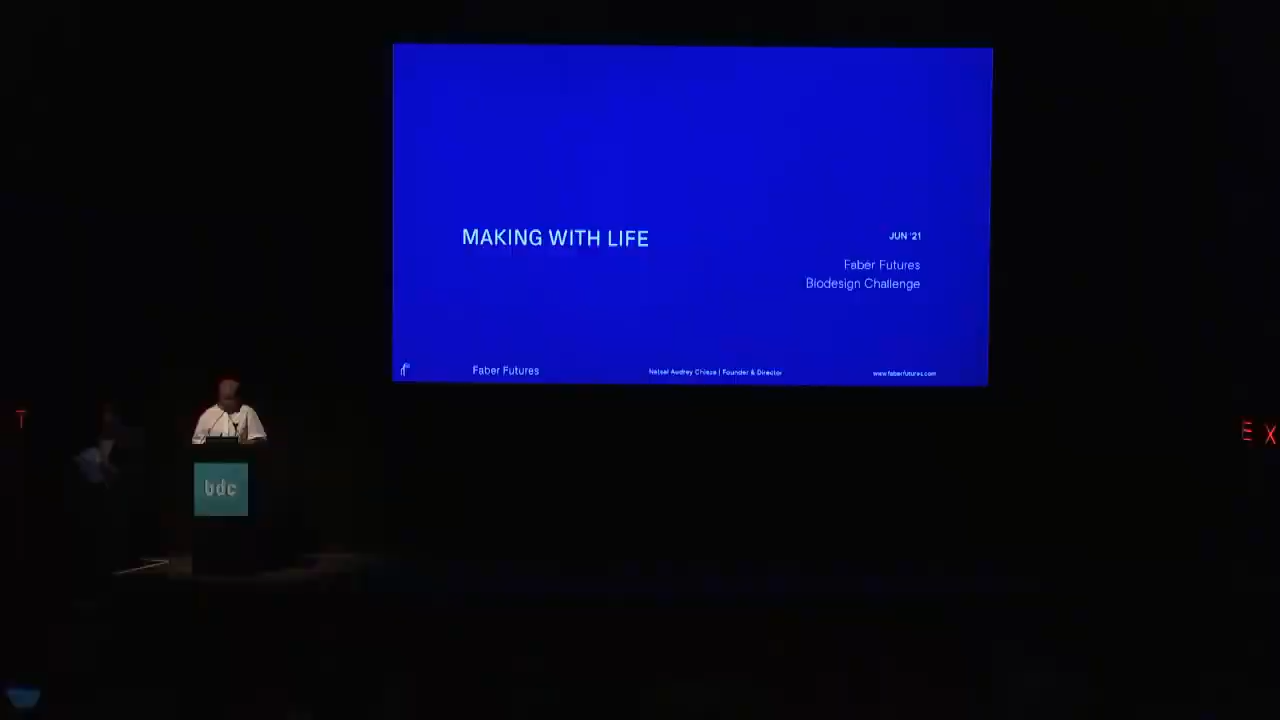 MAKING WITH LIFE
JUN '21
Faber Futures
Biodesign Challenge
Faber Futures
Natsai Audrey Chieza | Founder & Director
www.faberfutures.com
T
E X
bdc